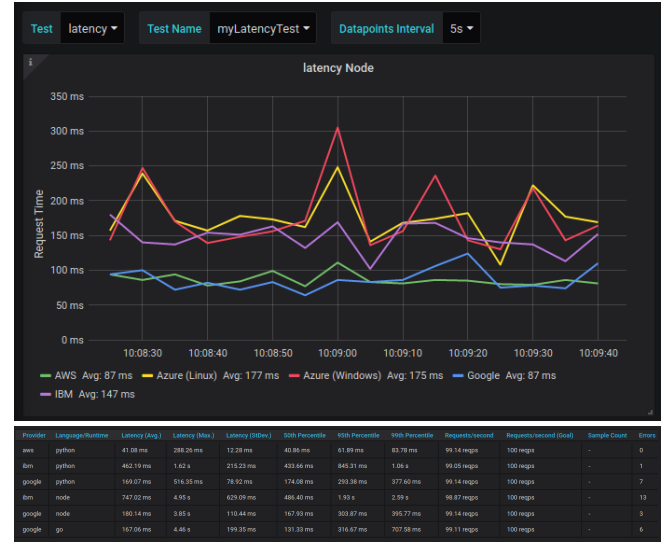 Test latency Test Name myLatencyTest Datapoints Interval 5s
i
latency Node
350 ms
300 ms
250 ms
200 ms
150 ms
100 ms
50 ms
0 ms
Request Time
10:08:30 10:08:40 10:08:50 10:09:00 10:09:10 10:09:20 10:09:30 10:09:40
AWS Avg: 87 ms Azure (Linux) Avg: 177 ms Azure (Windows) Avg: 175 ms Google Avg: 87 ms
IBM Avg: 147 ms
Provider Language/Runtime Latency (Avg.) Latency (Max.) Latency (StDev.) 50th Percentile 95th Percentile 99th Percentile Requests/second Requests/second (Goal) Sample Count Errors
aws python 41.08 ms 288.26 ms 12.28 ms 40.86 ms 61.89 ms 83.78 ms 99.14 reqps 100 reqps - 0
ibm python 462.19 ms 1.62 s 215.23 ms 433.66 ms 845.31 ms 1.06 s 99.05 reqps 100 reqps - 1
google python 169.07 ms 516.35 ms 78.92 ms 174.08 ms 293.38 ms 377.60 ms 99.14 reqps 100 reqps - 7
ibm node 747.02 ms 4.95 s 629.09 ms 486.40 ms 1.93 s 2.59 s 98.87 reqps 100 reqps - 13
google node 180.14 ms 3.85 s 110.44 ms 167.93 ms 303.87 ms 395.77 ms 99.14 reqps 100 reqps - 3
google go 167.06 ms 4.46 s 199.35 ms 131.33 ms 316.67 ms 707.58 ms 99.11 reqps 100 reqps - 6